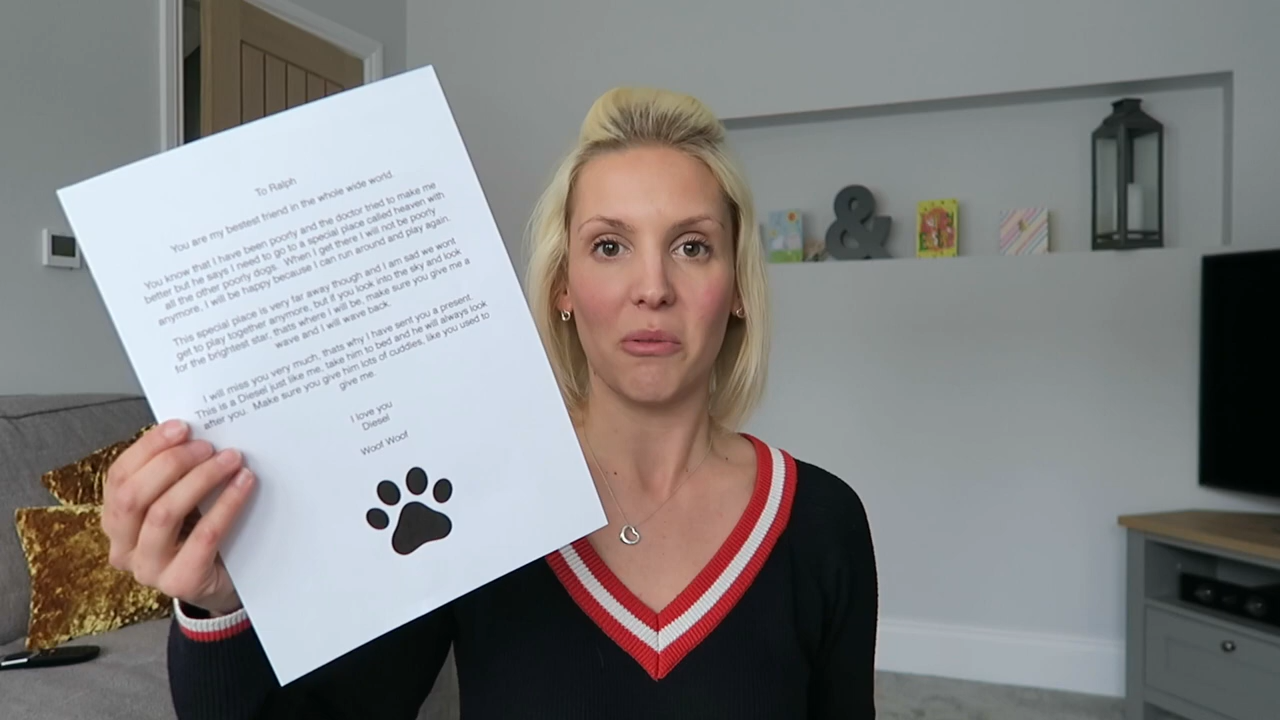 To Ralph
You are my bestest friend in the whole wide world.
You know that I have been poorly and the doctor tried to make me
better but he says I need to go to a special place called heaven with
all the other poorly dogs. When I get there I will not be poorly
anymore, I will be happy because I can run around and play again.
This special place is very far away though and I am sad we wont
get to play together anymore, but if you look into the sky and look
for the brightest star, thats where I will be, make sure you give me a
wave and I will wave back.
I will miss you very much, thats why I have sent you a present.
This is a Diesel just like me, take him to bed and he will always look
after you. Make sure you give him lots of cuddles, like you used to
give me.
I love you
Diesel
Woof Woof
&